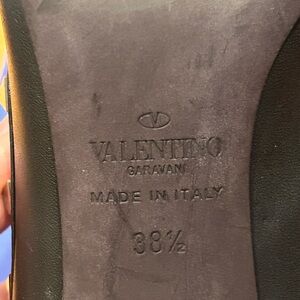 V
VALENTINO
GARAVANI
MADE IN ITALY
38½